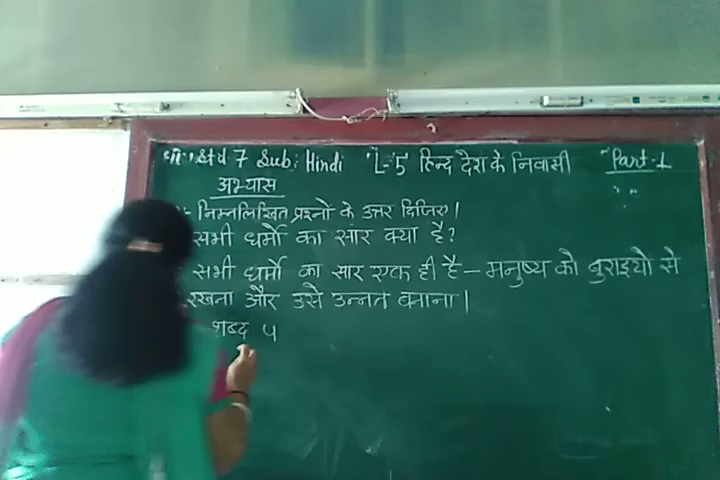 Std 7 Sub: Hindi "L-5" हिन्द देश के निवासी "Part-1
अभ्यास
निम्नलिखित प्रश्नों के उत्तर दिजिए।
सभी धर्मो का सार क्या है?
सभी धर्मो का सार एक ही है - मनुष्य को बुराइयो से
रखना और उसे उन्नत बनाना।
शब्द